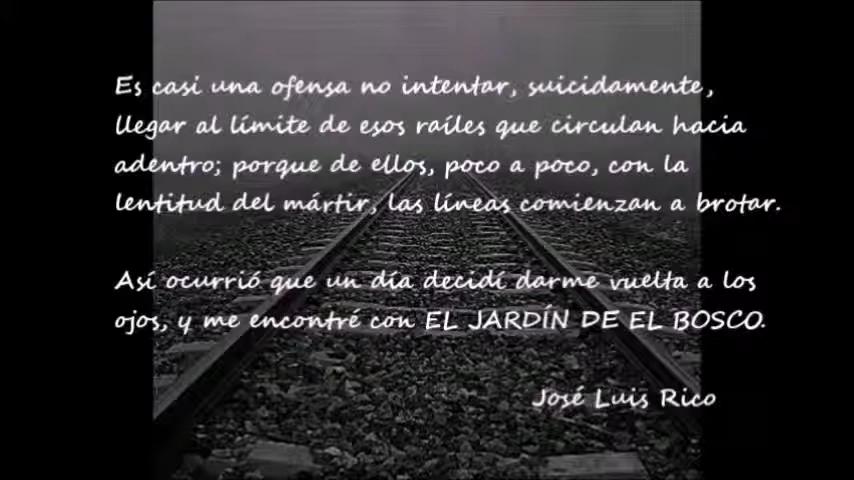 Es casi una ofensa no intentar, suicidamente,
llegar al límite de esos raíles que circulan hacia
adentro; porque de ellos, poco a poco, con la
lentitud del mártir, las líneas comienzan a brotar.
Así ocurrió que un día decidí darme vuelta a los
ojos, y me encontré con EL JARDÍN DE EL BOSCO.
José Luis Rico